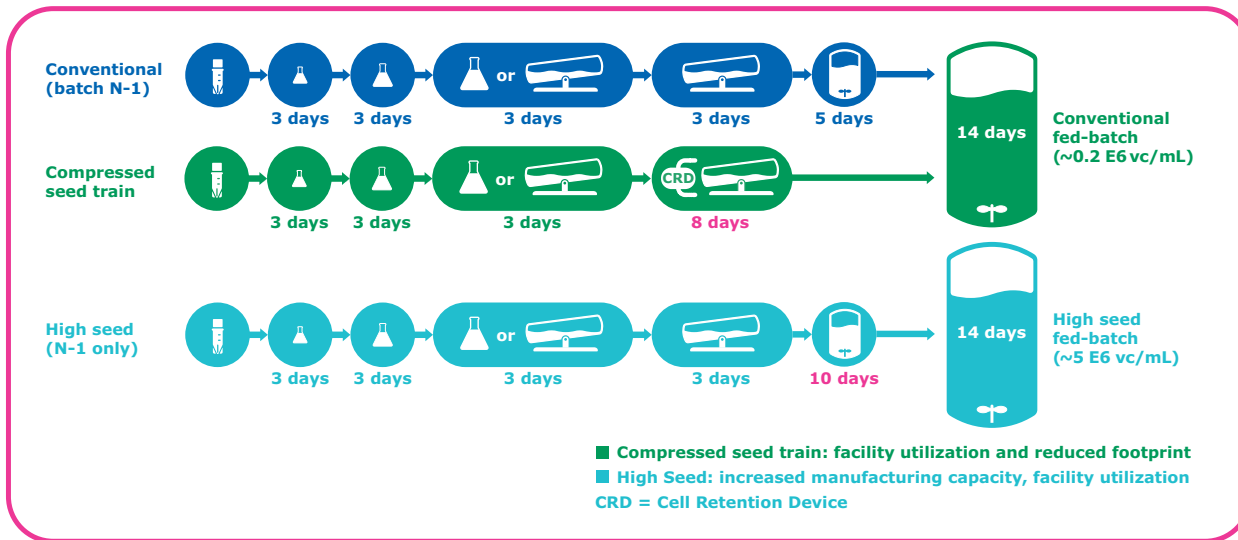 Conventional
(batch N-1)
or
3 days
3 days
3 days
3 days
5 days
14 days
Conventional
fed-batch
(~0.2 E6 vc/mL)
Compressed
seed train
or
CRD
3 days
3 days
3 days
8 days
High seed
(N-1 only)
or
3 days
3 days
3 days
3 days
10 days
14 days
High seed
fed-batch
(~5 E6 vc/mL)
Compressed seed train: facility utilization and reduced footprint
High Seed: increased manufacturing capacity, facility utilization
CRD = Cell Retention Device